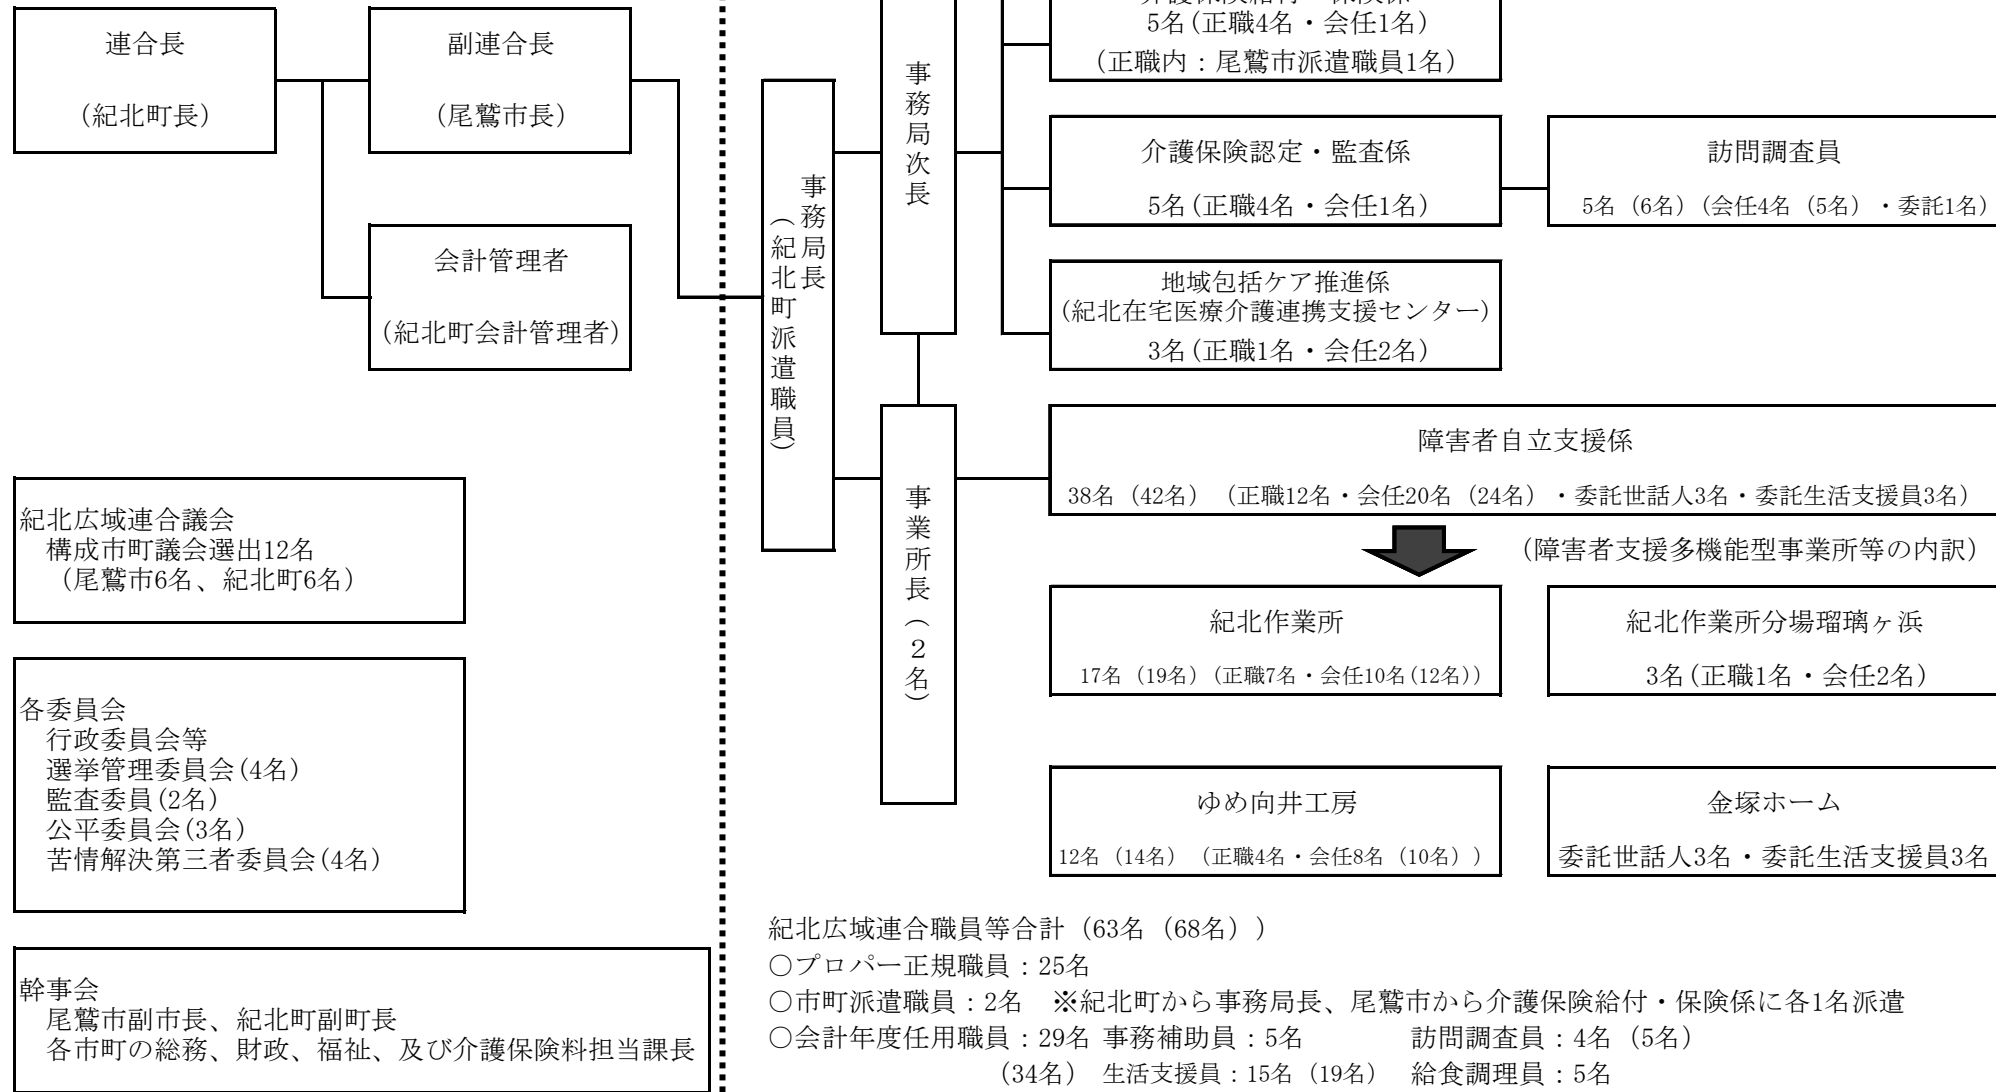 連合長
(紀北町長)
副連合長
(尾鷲市長)
会計管理者
(紀北町会計管理者)
紀北広域連合議会
構成市町議会選出12名
（尾鷲市6名、紀北町6名）
各委員会
行政委員会等
選挙管理委員会(4名)
監査委員(2名)
公平委員会(3名)
苦情解決第三者委員会(4名)
幹事会
尾鷲市副市長、紀北町副町長
各市町の総務、財政、福祉、及び介護保険料担当課長
事務局長
（紀北町派遣職員）
事務局次長
事業所長（２名）
5名(正職4名・会任1名)
(正職内：尾鷲市派遣職員1名)
介護保険認定・監査係
5名(正職4名・会任1名)
訪問調査員
5名（6名）(会任4名（5名）・委託1名)
地域包括ケア推進係
(紀北在宅医療介護連携支援センター)
3名(正職1名・会任2名)
障害者自立支援係
38名（42名）（正職12名・会任20名（24名）・委託世話人3名・委託生活支援員3名）
（障害者支援多機能型事業所等の内訳）
紀北作業所
17名（19名）(正職7名・会任10名(12名))
紀北作業所分場瑠璃ヶ浜
3名(正職1名・会任2名)
ゆめ向井工房
12名（14名）（正職4名・会任8名（10名））
金塚ホーム
委託世話人3名・委託生活支援員3名
紀北広域連合職員等合計（63名（68名））
○プロパー正規職員：25名
○市町派遣職員：2名　※紀北町から事務局長、尾鷲市から介護保険給付・保険係に各1名派遣
○会計年度任用職員：29名 事務補助員：5名　　訪問調査員：4名（5名）
（34名） 生活支援員：15名（19名）　給食調理員：5名